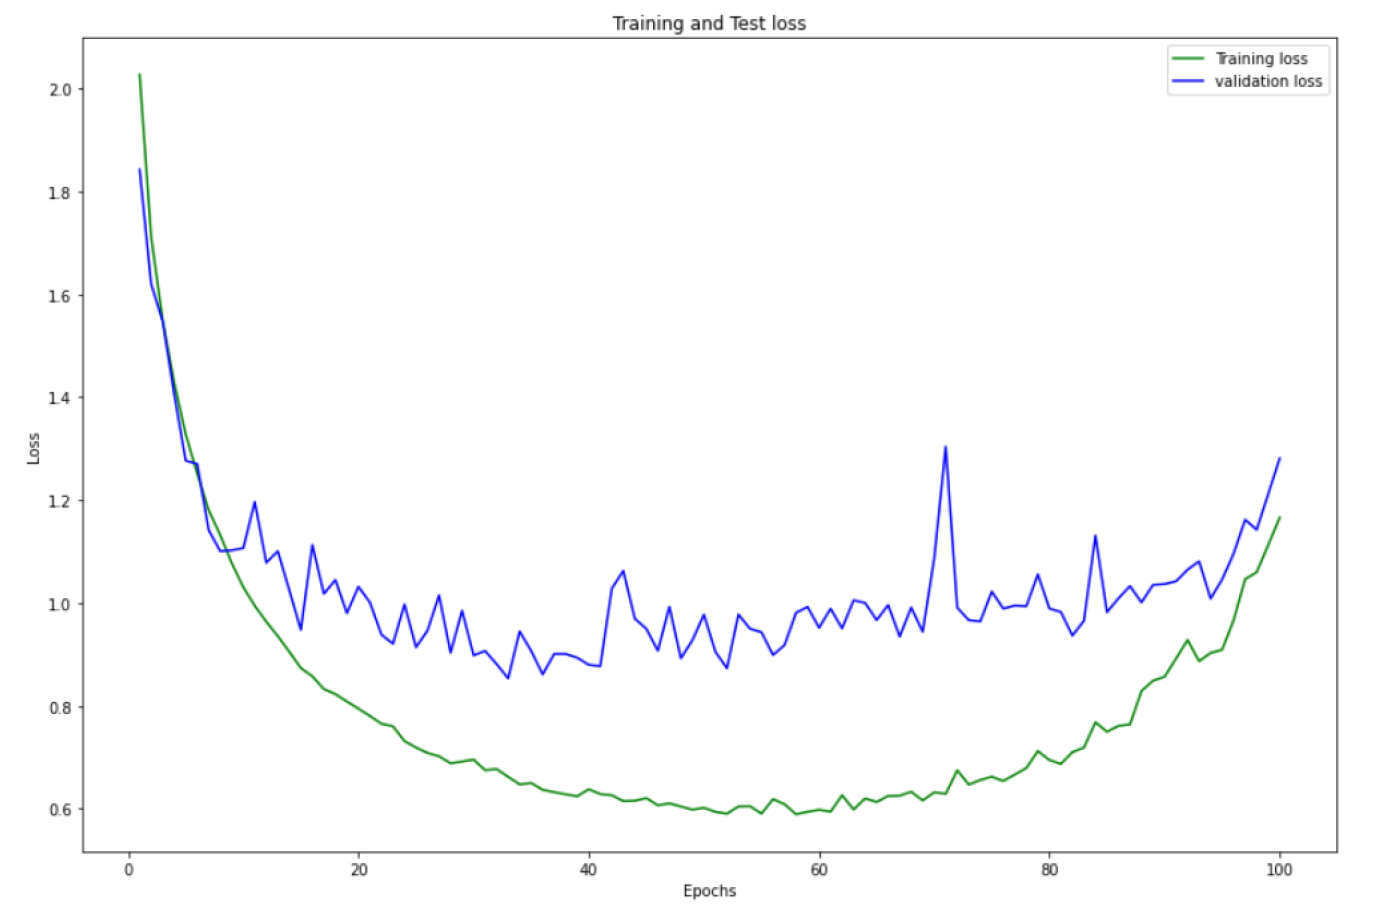 Training and Test loss
Training loss
validation loss
2.0
1.8
1.6
1.4
1.2
1.0
0.8
0.6
Loss
0 20 40 60 80 100
Epochs